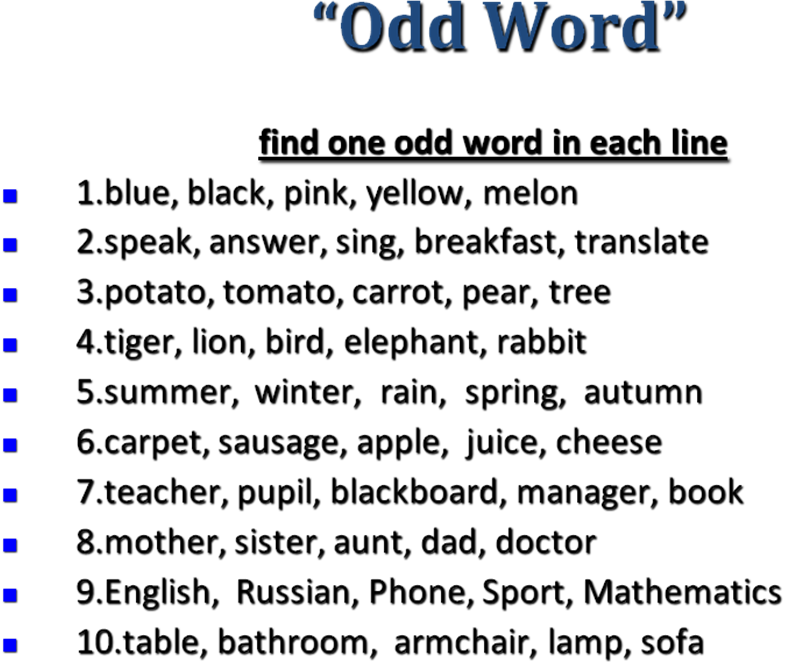 “Odd Word”
find one odd word in each line
1.blue, black, pink, yellow, melon
2.speak, answer, sing, breakfast, translate
3.potato, tomato, carrot, pear, tree
4.tiger, lion, bird, elephant, rabbit
5.summer, winter, rain, spring, autumn
6.carpet, sausage, apple, juice, cheese
7.teacher, pupil, blackboard, manager, book
8.mother, sister, aunt, dad, doctor
9.English, Russian, Phone, Sport, Mathematics
10.table, bathroom, armchair, lamp, sofa